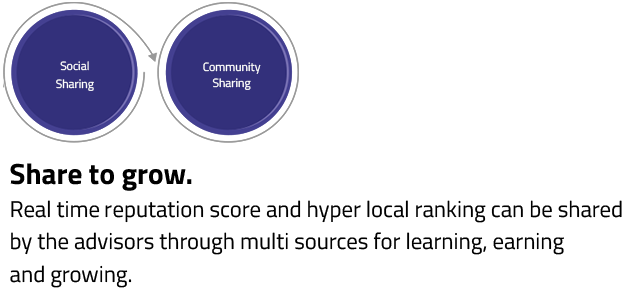 Social
Sharing
Community
Sharing
Share to grow.
Real time reputation score and hyper local ranking can be shared
by the advisors through multi sources for learning, earning
and growing.